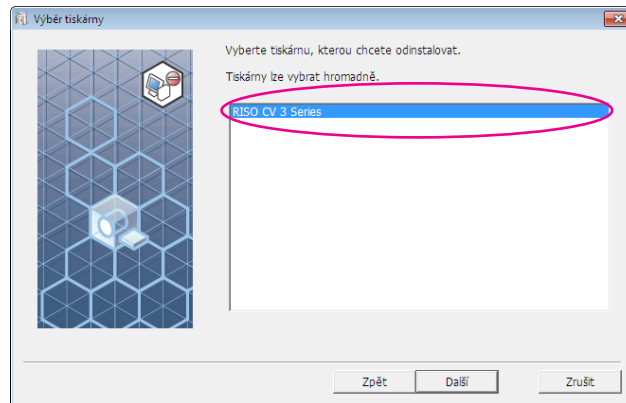 Výběr tiskárny
Vyberte tiskárnu, kterou chcete odinstalovat.
Tiskárny lze vybrat hromadně.
RISO CV 3 Series
Zpět
Další
Zrušit